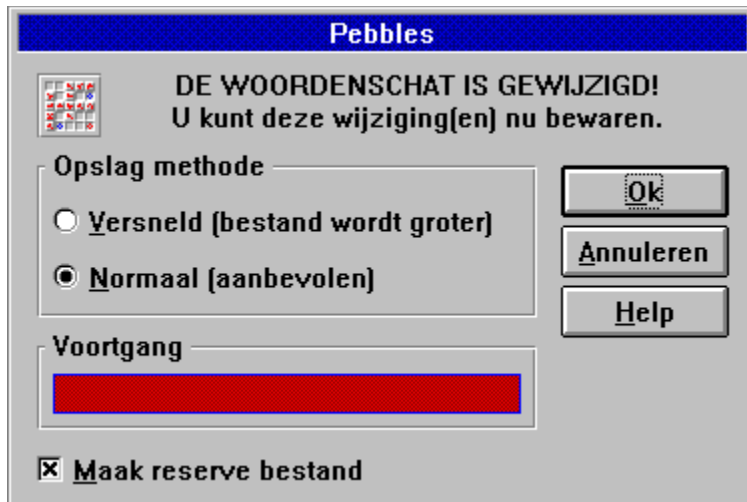 Pebbles
DE WOORDENSCHAT IS GEWIJZIGD!
U kunt deze wijziging(en) nu bewaren.
Opslag methode
Versneld (bestand wordt groter)
Normaal (aanbevolen)
Ok
Annuleren
Help
Voortgang
Maak reserve bestand